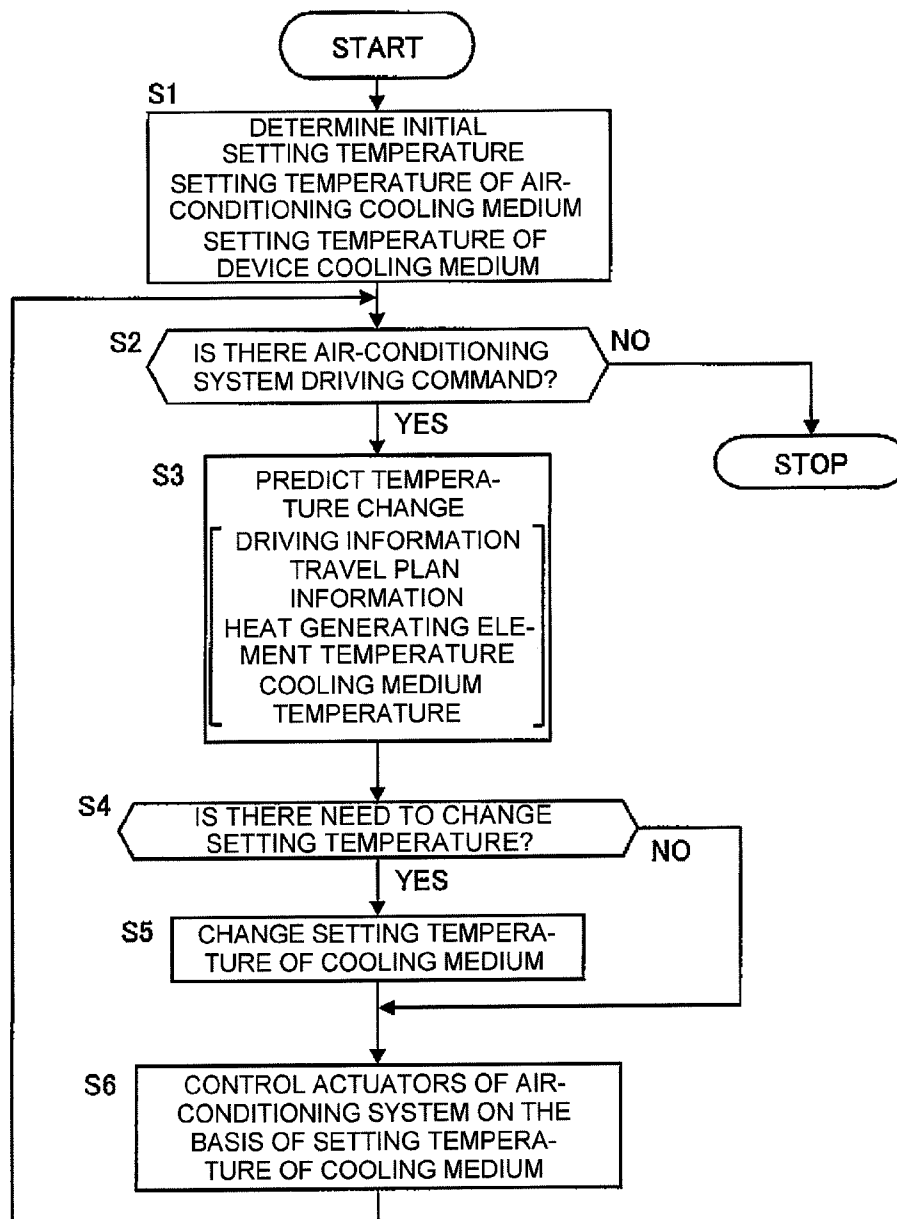 START
S1
DETERMINE INITIAL
SETTING TEMPERATURE
SETTING TEMPERATURE OF AIR-
CONDITIONING COOLING MEDIUM
SETTING TEMPERATURE OF
DEVICE COOLING MEDIUM
S2
IS THERE AIR-CONDITIONING
SYSTEM DRIVING COMMAND?
NO
YES
STOP
S3
PREDICT TEMPERA-
TURE CHANGE
DRIVING INFORMATION
TRAVEL PLAN
INFORMATION
HEAT GENERATING ELE-
MENT TEMPERATURE
COOLING MEDIUM
TEMPERATURE
S4
IS THERE NEED TO CHANGE
SETTING TEMPERATURE?
NO
YES
S5
CHANGE SETTING TEMPERA-
TURE OF COOLING MEDIUM
S6
CONTROL ACTUATORS OF AIR-
CONDITIONING SYSTEM ON THE
BASIS OF SETTING TEMPERA-
TURE OF COOLING MEDIUM